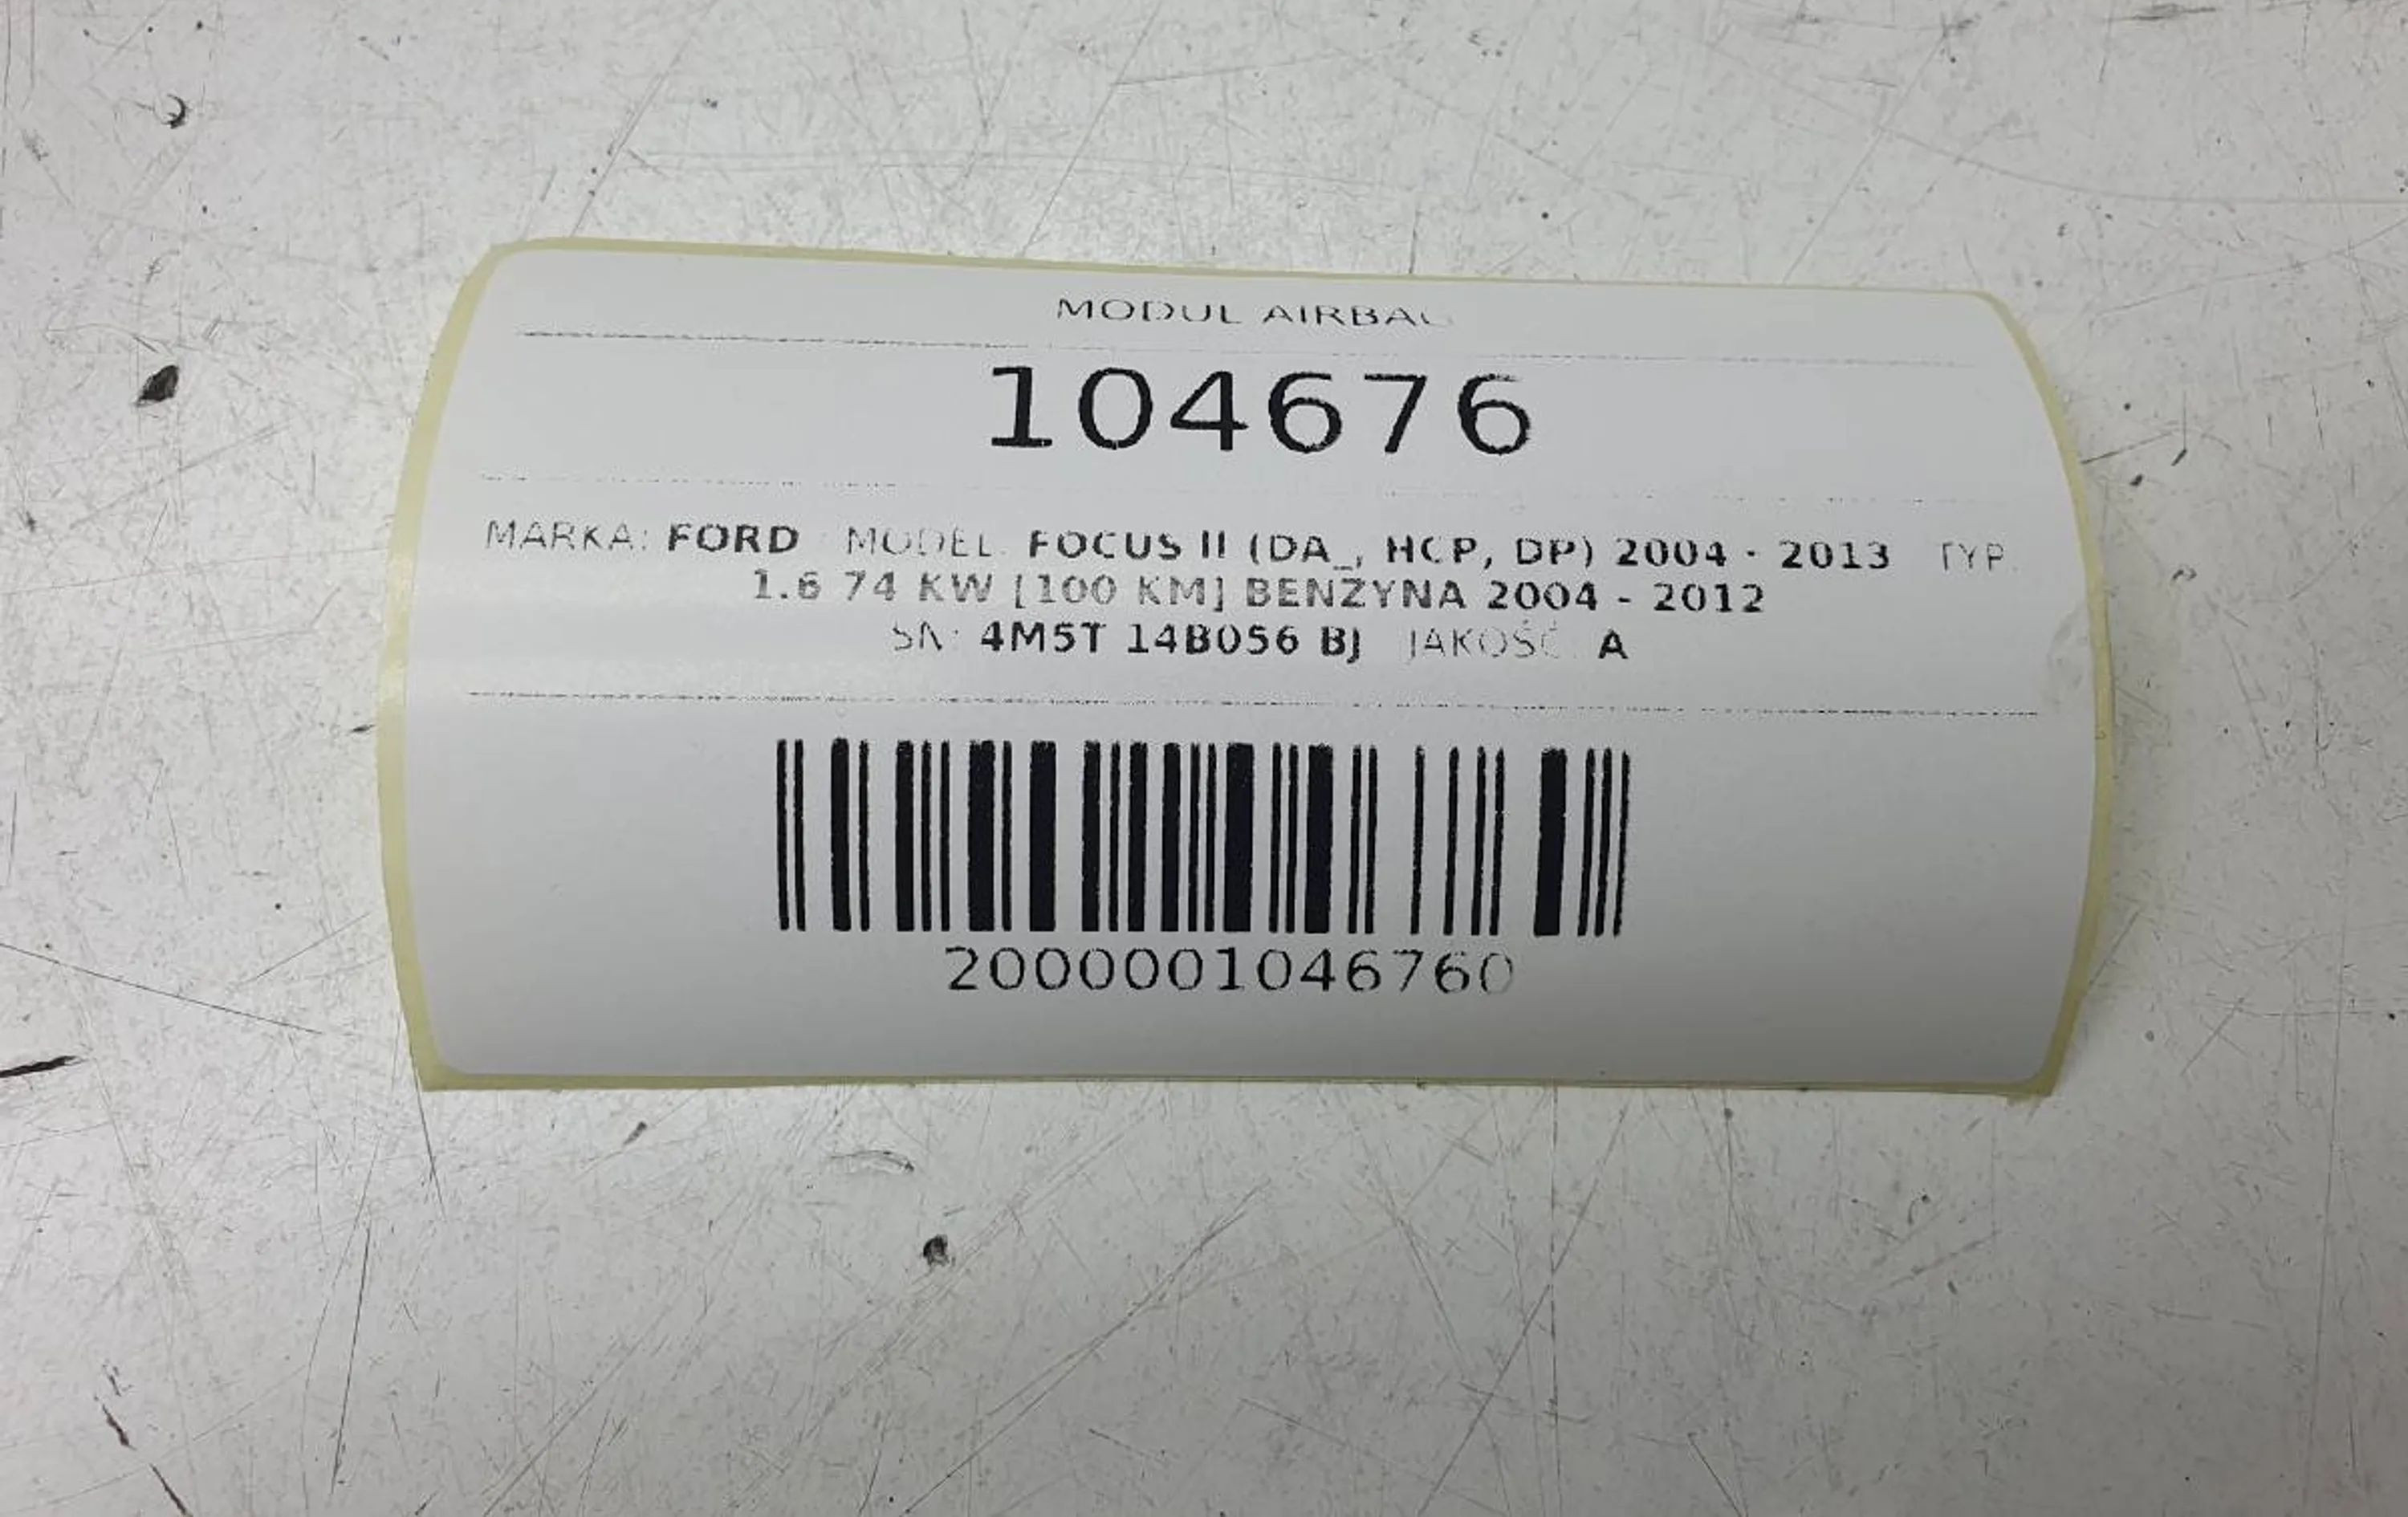 MODUL AIRBAG
104676
MARKA: FORD MODEL: FOCUS II (DA_, HCP, DP) 2004 - 2013 TYP:
1.6 74 KW [100 KM] BENZYNA 2004 - 2012
SN: 4M5T 14B056 BJ JAKOŚĆ: A
2000001046760